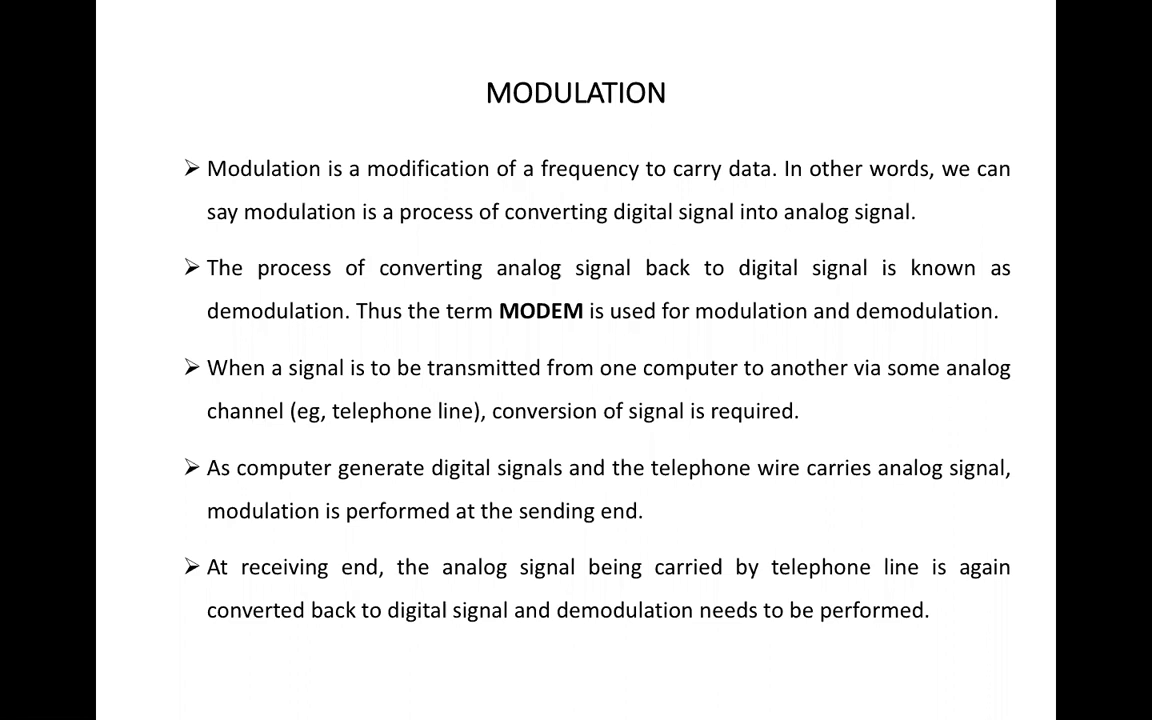 MODULATION
➢ Modulation is a modification of a frequency to carry data. In other words, we can
say modulation is a process of converting digital signal into analog signal.
➢ The process of converting analog signal back to digital signal is known as
demodulation. Thus the term MODEM is used for modulation and demodulation.
➢ When a signal is to be transmitted from one computer to another via some analog
channel (eg, telephone line), conversion of signal is required.
➢ As computer generate digital signals and the telephone wire carries analog signal,
modulation is performed at the sending end.
➢ At receiving end, the analog signal being carried by telephone line is again
converted back to digital signal and demodulation needs to be performed.